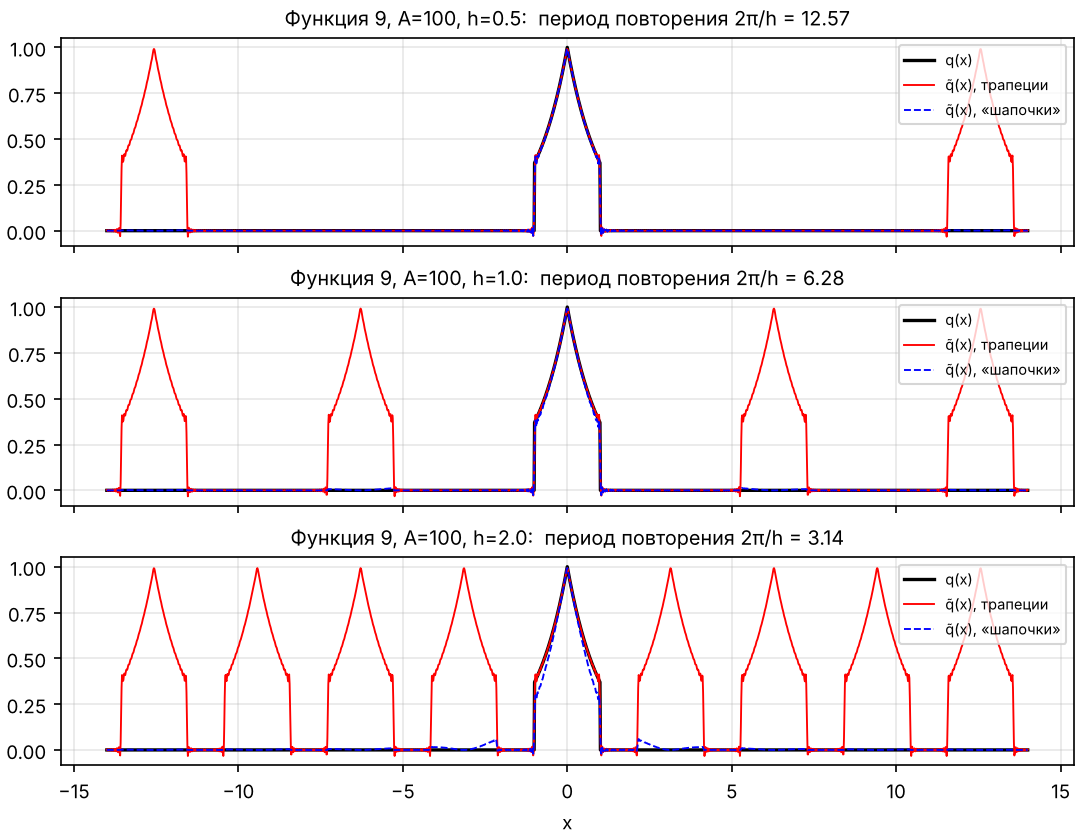 Функция 9, A=100, h=0.5:  период повторения 2π/h = 12.57
1.00
0.75
0.50
0.25
0.00
q(x)
q̃(x), трапеции
q̃(x), «шапочки»
Функция 9, A=100, h=1.0:  период повторения 2π/h = 6.28
1.00
0.75
0.50
0.25
0.00
q(x)
q̃(x), трапеции
q̃(x), «шапочки»
Функция 9, A=100, h=2.0:  период повторения 2π/h = 3.14
1.00
0.75
0.50
0.25
0.00
q(x)
q̃(x), трапеции
q̃(x), «шапочки»
−15 −10 −5 0 5 10 15
x